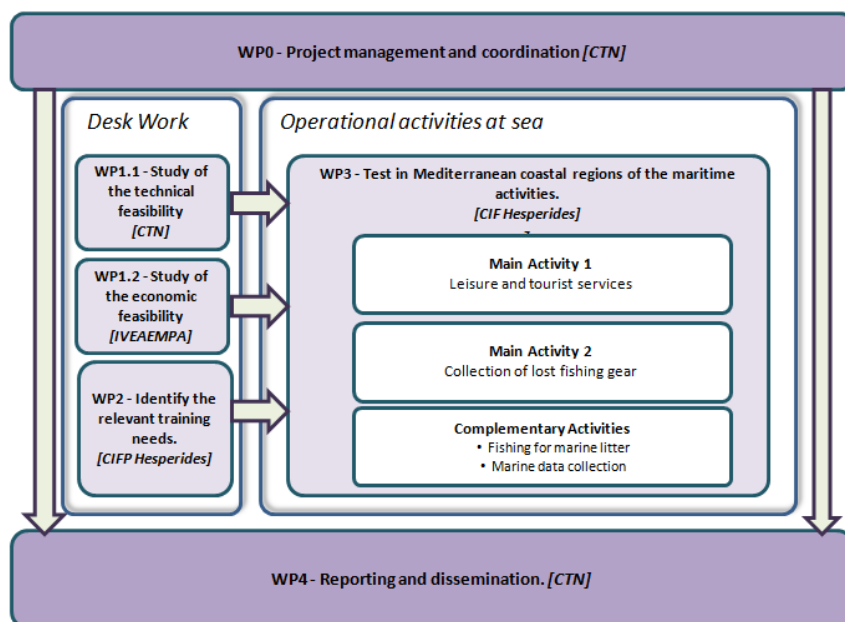 WP0 - Project management and coordination [CTN]
Desk Work
WP1.1 - Study of
the technical
feasibility
[CTN]
WP1.2 - Study of
the economic
feasibility
[IVEAEMPA]
WP2 - Identify the
relevant training
needs.
[CIFP Hesperides]
Operational activities at sea
WP3 - Test in Mediterranean coastal regions of the maritime
activities.
[CIF Hesperides]
Main Activity 1
Leisure and tourist services
Main Activity 2
Collection of lost fishing gear
Complementary Activities
• Fishing for marine litter
• Marine data collection
WP4 - Reporting and dissemination. [CTN]